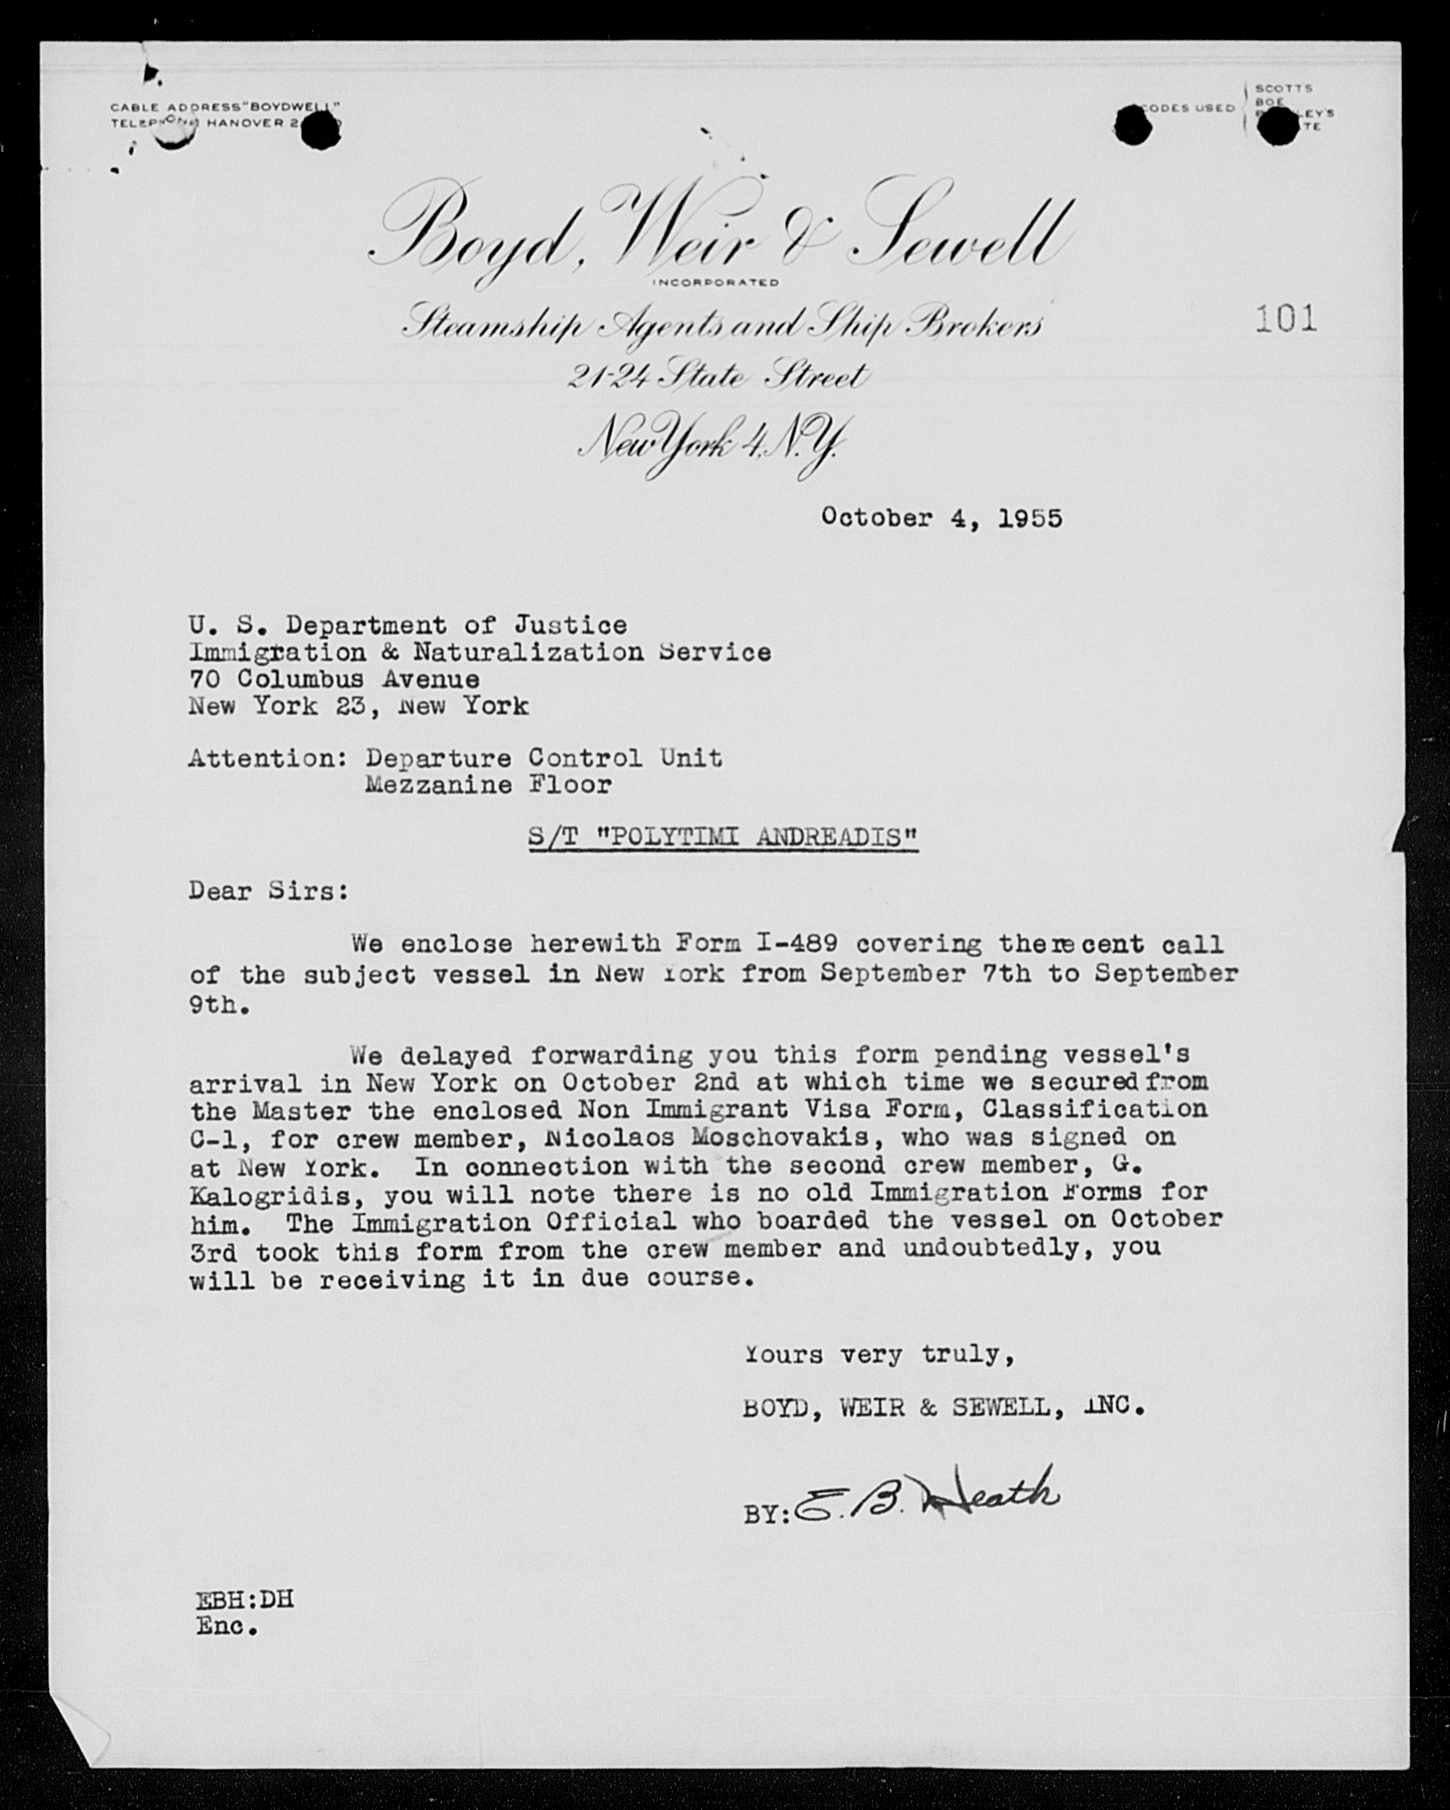 CABLE ADDRESS "BOYDWELL"
HANOVER
CODES USED
SCOTTS
BOE
Boyd, Weir & Sewell
INCORPORATED
Steamship Agents and Ship Brokers
101
21-24 State Street
New York 4, N.Y.
October 4, 1955
U. S. Department of Justice
Immigration & Naturalization Service
70 Columbus Avenue
New York 23, New York
Attention: Departure Control Unit
Mezzanine Floor
S/T "POLYTIMI ANDREADIS"
Dear Sirs:
We enclose herewith Form I-489 covering the recent call
of the subject vessel in New York from September 7th to September
9th.
We delayed forwarding you this form pending vessel's
arrival in New York on October 2nd at which time we secured from
the Master the enclosed Non Immigrant Visa Form, Classification
C-1, for crew member, Nicolaos Moschovakis, who was signed on
at New York. In connection with the second crew member, G.
Kalogridis, you will note there is no old Immigration Forms for
him. The Immigration Official who boarded the vessel on October
3rd took this form from the crew member and undoubtedly, you
will be receiving it in due course.
Yours very truly,
BOYD, WEIR & SEWELL, INC.
BY: E. B. Heath
EBH:DH
Enc.